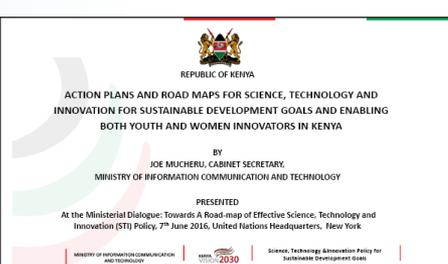 REPUBLIC OF KENYA
ACTION PLANS AND ROAD MAPS FOR SCIENCE, TECHNOLOGY AND
INNOVATION FOR SUSTAINABLE DEVELOPMENT GOALS AND ENABLING
BOTH YOUTH AND WOMEN INNOVATORS IN KENYA
BY
JOE MUCHERU, CABINET SECRETARY,
MINISTRY OF INFORMATION COMMUNICATION AND TECHNOLOGY
PRESENTED
At the Ministerial Dialogue: Towards A Road-map of Effective Science, Technology and
Innovation (STI) Policy, 7th June 2016, United Nations Headquarters, New York
MINISTRY OF INFORMATION COMMUNICATION
AND TECHNOLOGY
KENYA
VISION 2030
Science, Technology &Innovation Policy for
Sustainable Development Goals